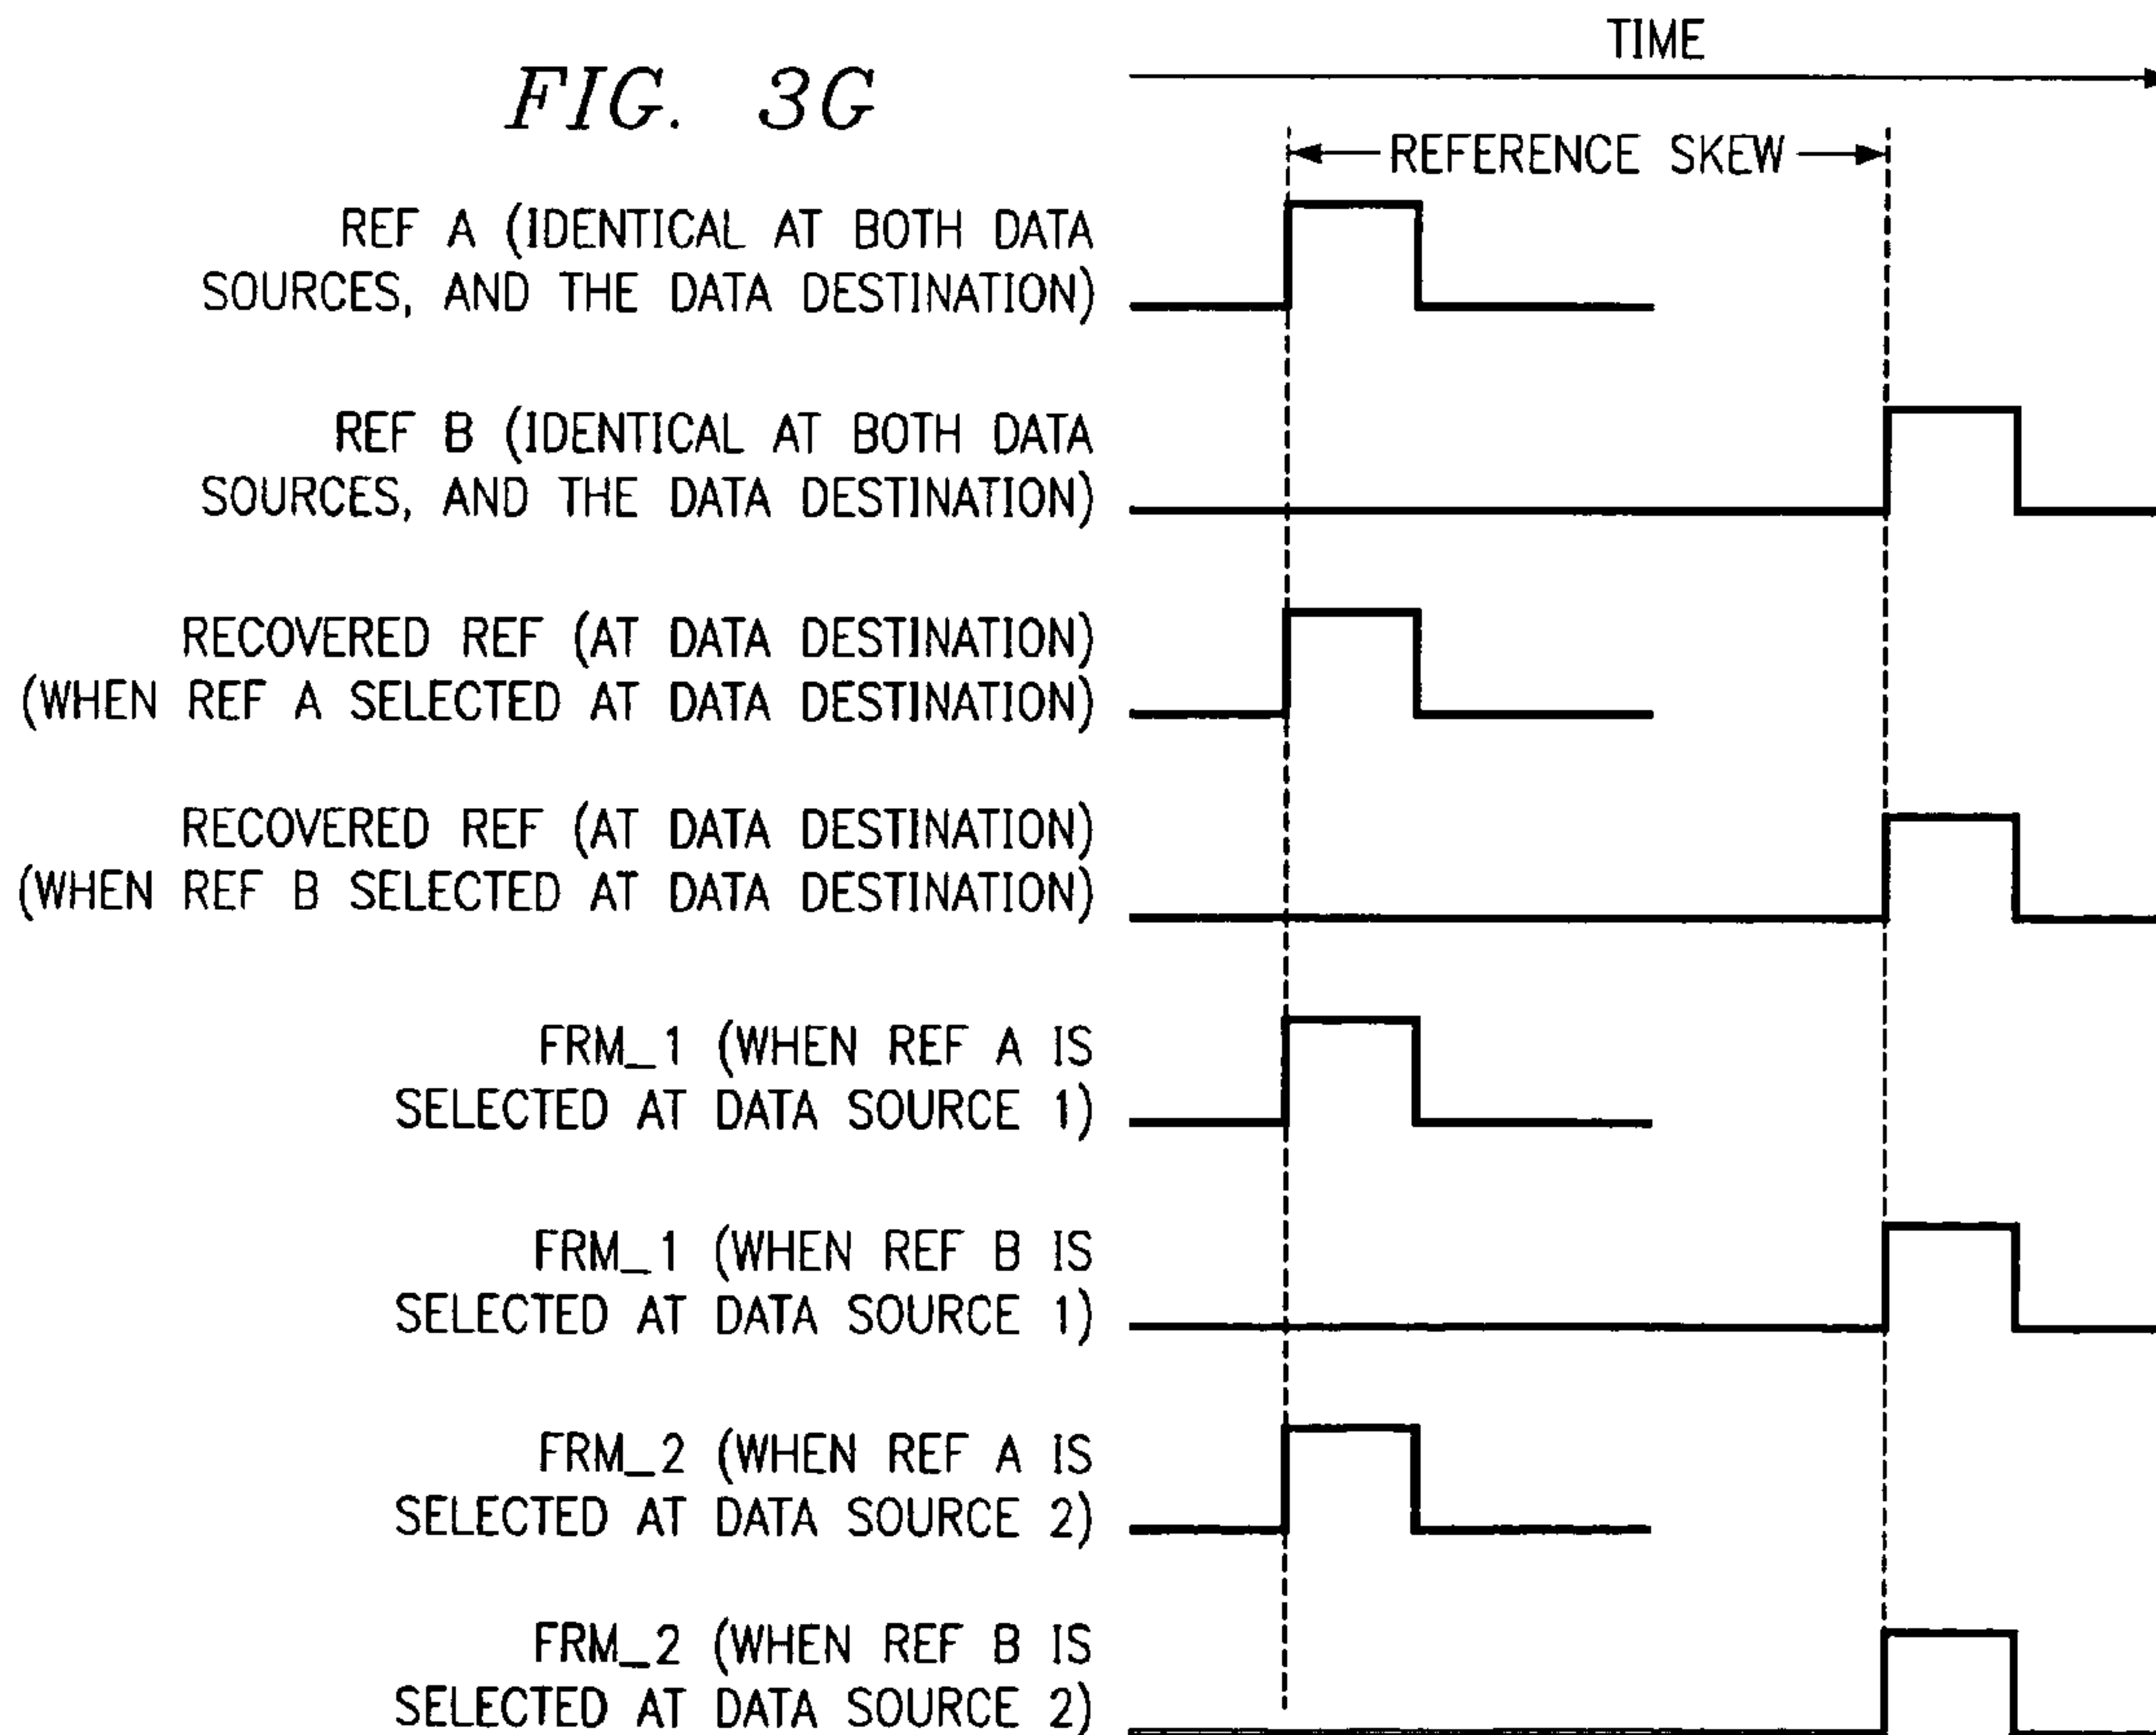 TIME
FIG. 3G
REFERENCE SKEW
REF A (IDENTICAL AT BOTH DATA
SOURCES, AND THE DATA DESTINATION)
REF B (IDENTICAL AT BOTH DATA
SOURCES, AND THE DATA DESTINATION)
RECOVERED REF (AT DATA DESTINATION)
(WHEN REF A SELECTED AT DATA DESTINATION)
RECOVERED REF (AT DATA DESTINATION)
(WHEN REF B SELECTED AT DATA DESTINATION)
FRM_1 (WHEN REF A IS
SELECTED AT DATA SOURCE 1)
FRM_1 (WHEN REF B IS
SELECTED AT DATA SOURCE 1)
FRM_2 (WHEN REF A IS
SELECTED AT DATA SOURCE 2)
FRM_2 (WHEN REF B IS
SELECTED AT DATA SOURCE 2)